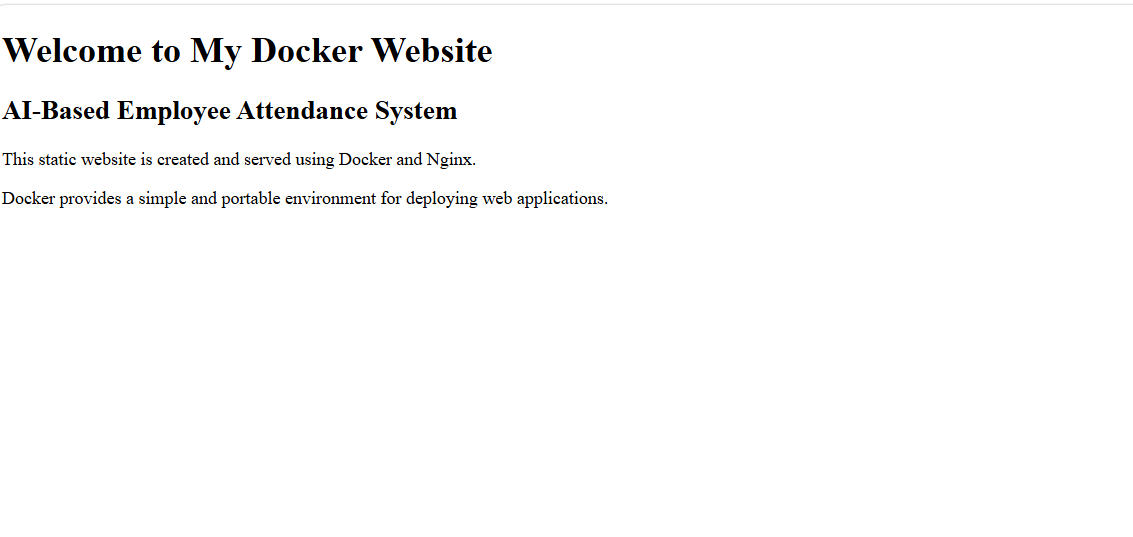 Welcome to My Docker Website
AI-Based Employee Attendance System
This static website is created and served using Docker and Nginx.
Docker provides a simple and portable environment for deploying web applications.